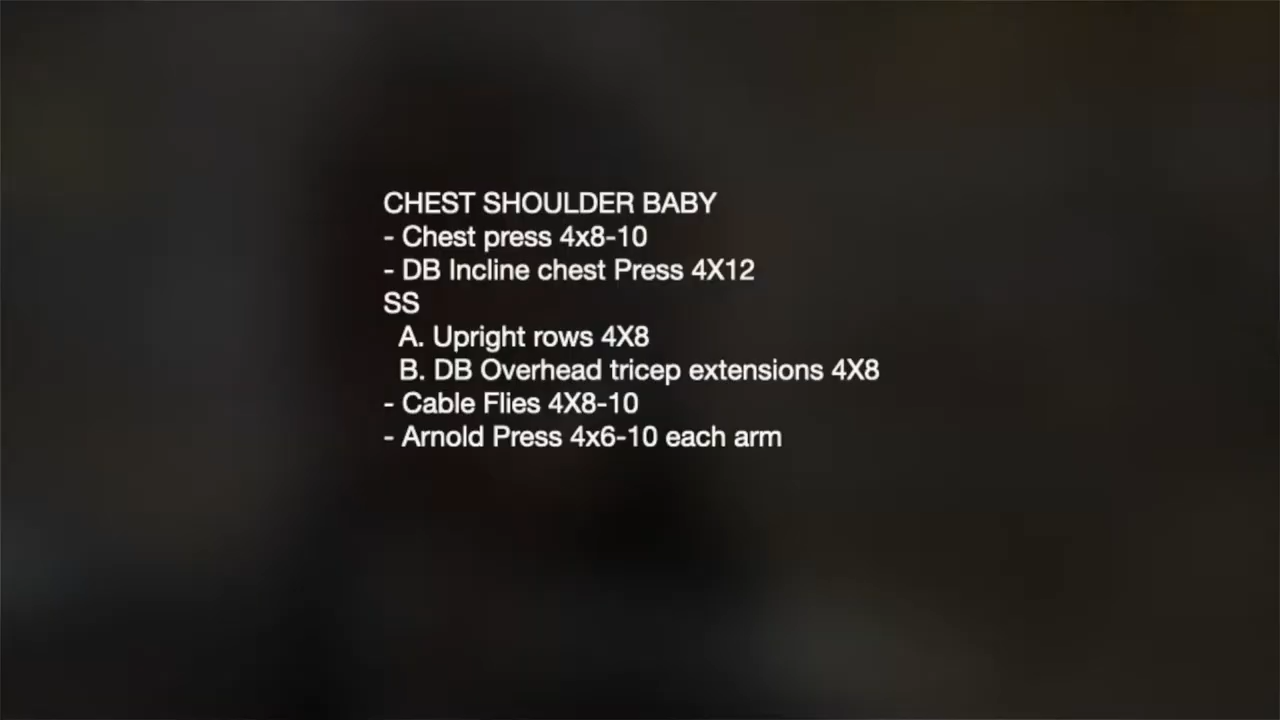 CHEST SHOULDER BABY
- Chest press 4x8-10
- DB Incline chest Press 4X12
SS
A. Upright rows 4X8
B. DB Overhead tricep extensions 4X8
- Cable Flies 4X8-10
- Arnold Press 4x6-10 each arm